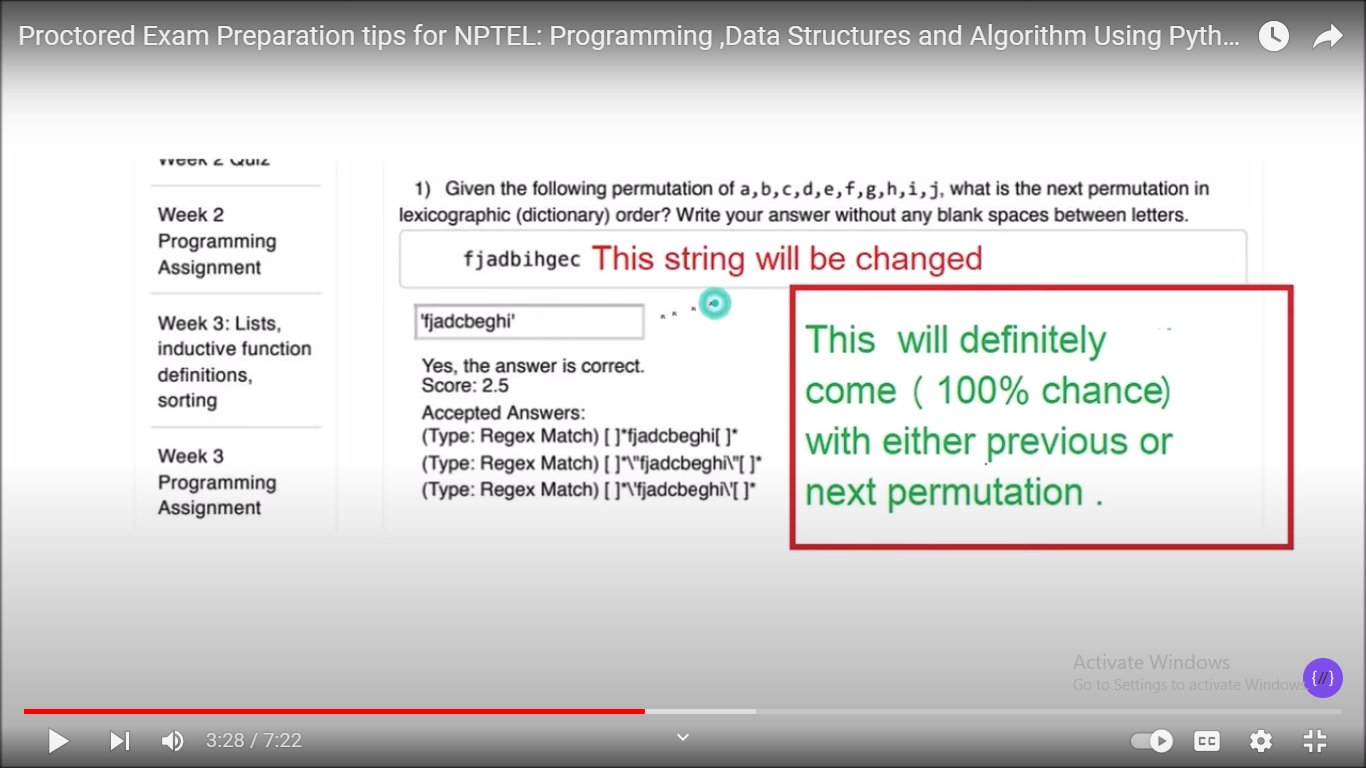 Proctored Exam Preparation tips for NPTEL: Programming ,Data Structures and Algorithm Using Pyth...
Week 2 Quiz
Week 2
Programming
Assignment
Week 3: Lists,
inductive function
definitions,
sorting
Week 3
Programming
Assignment
1) Given the following permutation of a,b,c,d,e,f,g,h,i,j, what is the next permutation in
lexicographic (dictionary) order? Write your answer without any blank spaces between letters.
fjadbihgec This string will be changed
'fjadcbeghi'
Yes, the answer is correct.
Score: 2.5
Accepted Answers:
(Type: Regex Match) [ ]*fjadcbeghi[ ]*
(Type: Regex Match) [ ]*\"fjadcbeghi\"[ ]*
(Type: Regex Match) [ ]*\'fjadcbeghi\'[ ]*
This will definitely
come ( 100% chance)
with either previous or
next permutation .
Activate Windows
Go to Settings to activate Windows.
{//}
3:28 / 7:22
CC